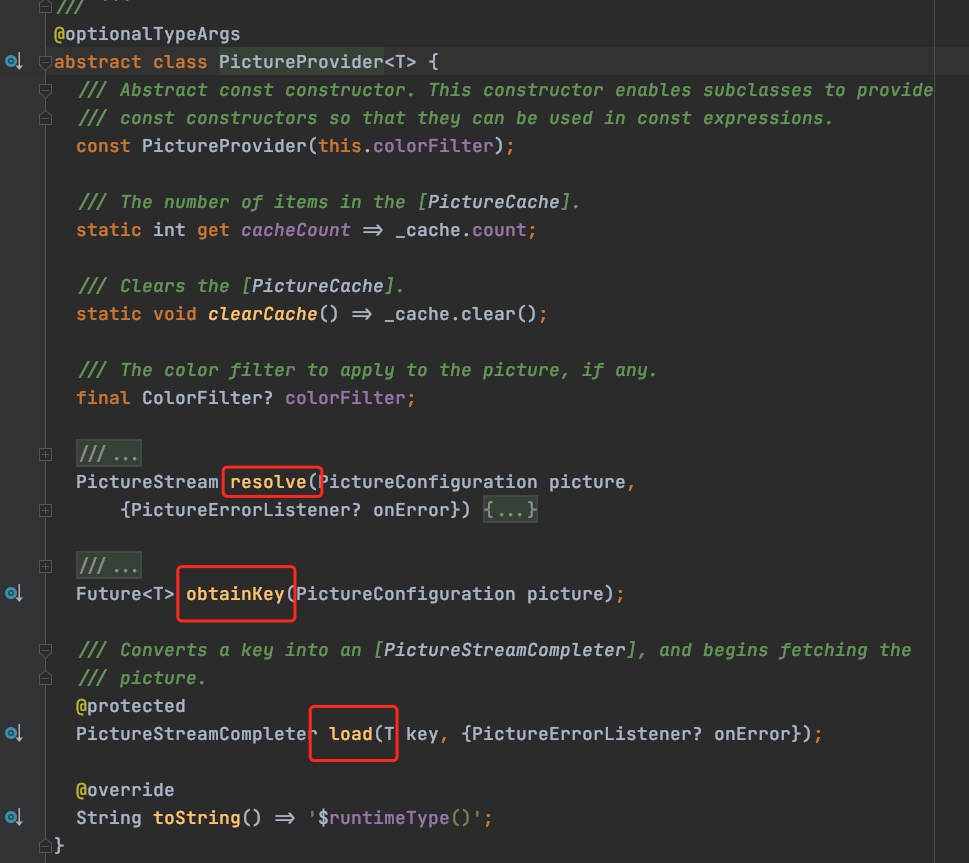 ///
@optionalTypeArgs
abstract class PictureProvider<T> {
/// Abstract const constructor. This constructor enables subclasses to provide
/// const constructors so that they can be used in const expressions.
const PictureProvider(this.colorFilter);
/// The number of items in the [PictureCache].
static int get cacheCount => _cache.count;
/// Clears the [PictureCache].
static void clearCache() => _cache.clear();
/// The color filter to apply to the picture, if any.
final ColorFilter? colorFilter;
/// ...
PictureStream resolve(PictureConfiguration picture,
{PictureErrorListener? onError}) {...}
/// ...
Future<T> obtainKey(PictureConfiguration picture);
/// Converts a key into an [PictureStreamCompleter], and begins fetching the
/// picture.
@protected
PictureStreamCompleter load(T key, {PictureErrorListener? onError});
@override
String toString() => '$runtimeType()';
}